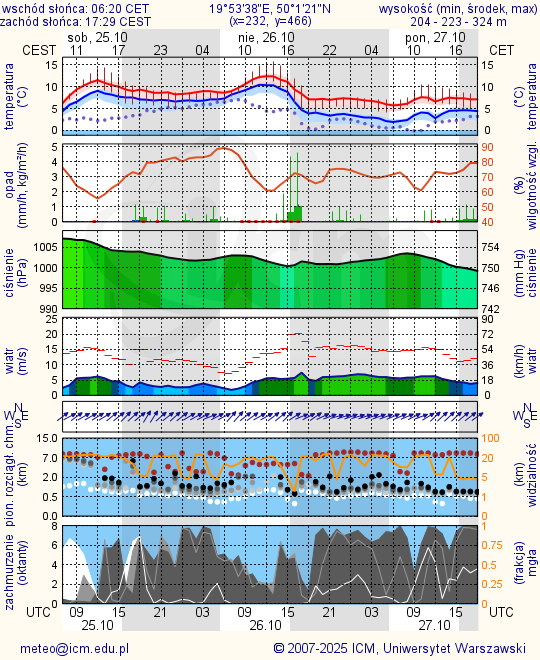 wschód słońca: 06:20 CET 19°53'38"E, 50°1'21"N wysokość (min, środek, max)
zachód słońca: 17:29 CEST (x=232, y=466) 204 - 223 - 324 m
sob, 25.10 nie, 26.10 pon, 27.10
CEST 11 17 23 04 10 16 22 04 10 16 CET
temperatura (°C) 15 10 5 0 15 10 5 0 (°C) temperatura
opad (mm/h, kg/m²/h) 5 4 3 2 1 0 90 80 70 60 50 40 (%) wilgotność wzgl.
ciśnienie (hPa) 1005 1000 995 990 754 750 746 742 (mm Hg) ciśnienie
wiatr (m/s) 25 20 15 10 5 0 90 72 54 36 18 0 (km/h) wiatr
N W E S N W E S
pion. rozciągł. chm. (km) 15.0 7.0 2.0 0.5 0.0 100 20 5 1 0 (km) widzialność
zachmurzenie (oktanty) 8 6 4 2 0 1 0.75 0.5 0.25 0 (frakcja) mgła
UTC 09 15 21 03 09 15 21 03 09 15 UTC
25.10 26.10 27.10
meteo@icm.edu.pl © 2007-2025 ICM, Uniwersytet Warszawski